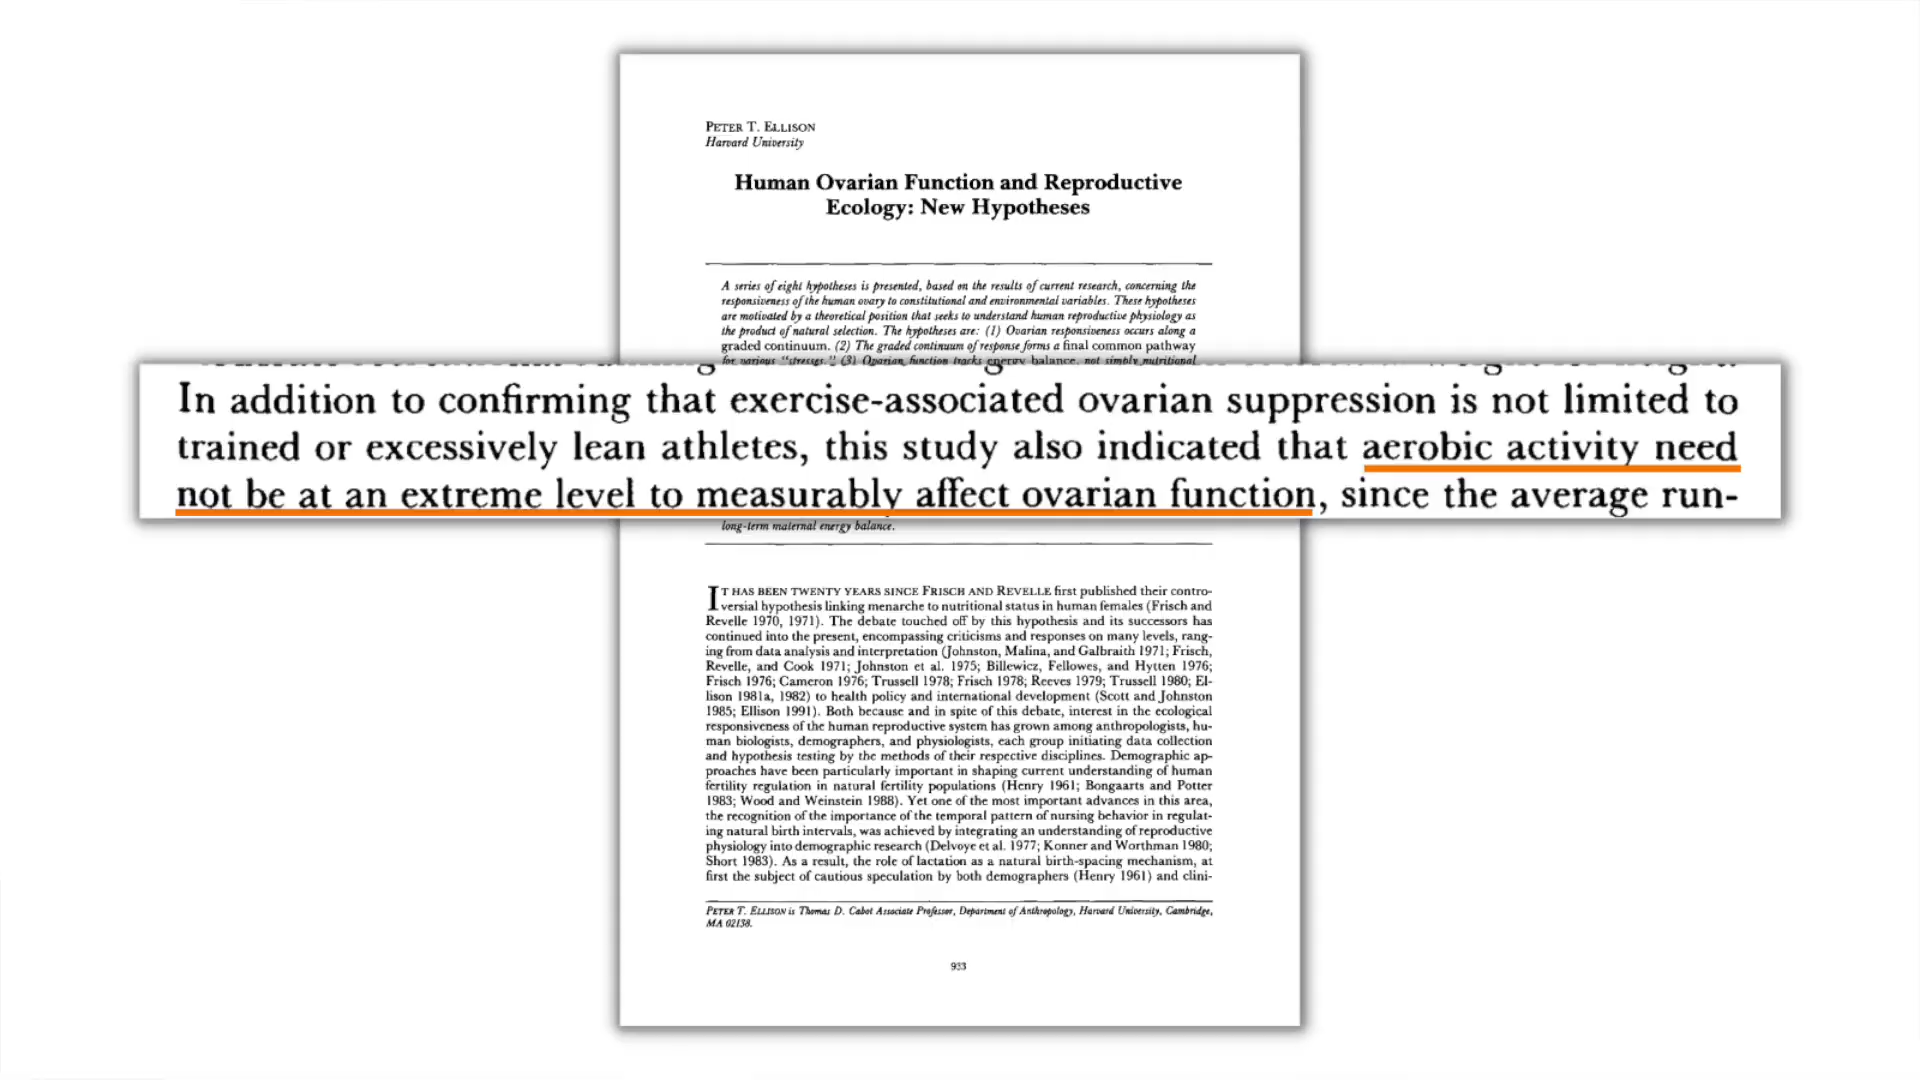 PETER T. ELLISON
Harvard University
Human Ovarian Function and Reproductive
Ecology: New Hypotheses
A series of eight hypotheses is presented, based on the results of current research, concerning the
responsiveness of the human ovary to constitutional and environmental variables. These hypotheses
are motivated by a theoretical position that seeks to understand human reproductive physiology as
the product of natural selection. The hypotheses are: (1) Ovarian responsiveness occurs along a
graded continuum. (2) The graded continuum of response forms a final common pathway
for various "stresses." (3) Ovarian function tracks energy balance, not simply nutritional
In addition to confirming that exercise-associated ovarian suppression is not limited to
trained or excessively lean athletes, this study also indicated that aerobic activity need
not be at an extreme level to measurably affect ovarian function, since the average run-
long-term maternal energy balance.
IT HAS BEEN TWENTY YEARS SINCE FRISCH AND REVELLE first published their contro-
versial hypothesis linking menarche to nutritional status in human females (Frisch and
Revelle 1970, 1971). The debate touched off by this hypothesis and its successors has
continued into the present, encompassing criticisms and responses on many levels, rang-
ing from data analysis and interpretation (Johnston, Malina, and Galbraith 1971; Frisch,
Revelle, and Cook 1971; Johnston et al. 1975; Billewicz, Fellowes, and Hytten 1976;
Frisch 1976; Cameron 1976; Trussell 1978; Frisch 1978; Reeves 1979; Trussell 1980; El-
lison 1981a, 1982) to health policy and international development (Scott and Johnston
1985; Ellison 1991). Both because and in spite of this debate, interest in the ecological
responsiveness of the human reproductive system has grown among anthropologists, hu-
man biologists, demographers, and physiologists, each group initiating data collection
and hypothesis testing by the methods of their respective disciplines. Demographic ap-
proaches have been particularly important in shaping current understanding of human
fertility regulation in natural fertility populations (Henry 1961; Bongaarts and Potter
1983; Wood and Weinstein 1988). Yet one of the most important advances in this area,
the recognition of the importance of the temporal pattern of nursing behavior in regulat-
ing natural birth intervals, was achieved by integrating an understanding of reproductive
physiology into demographic research (Delvoye et al. 1977; Konner and Worthman 1980;
Short 1983). As a result, the role of lactation as a natural birth-spacing mechanism, at
first the subject of cautious speculation by both demographers (Henry 1961) and clini-
PETER T. ELLISON is Thomas D. Cabot Associate Professor, Department of Anthropology, Harvard University, Cambridge,
MA 02138.
933